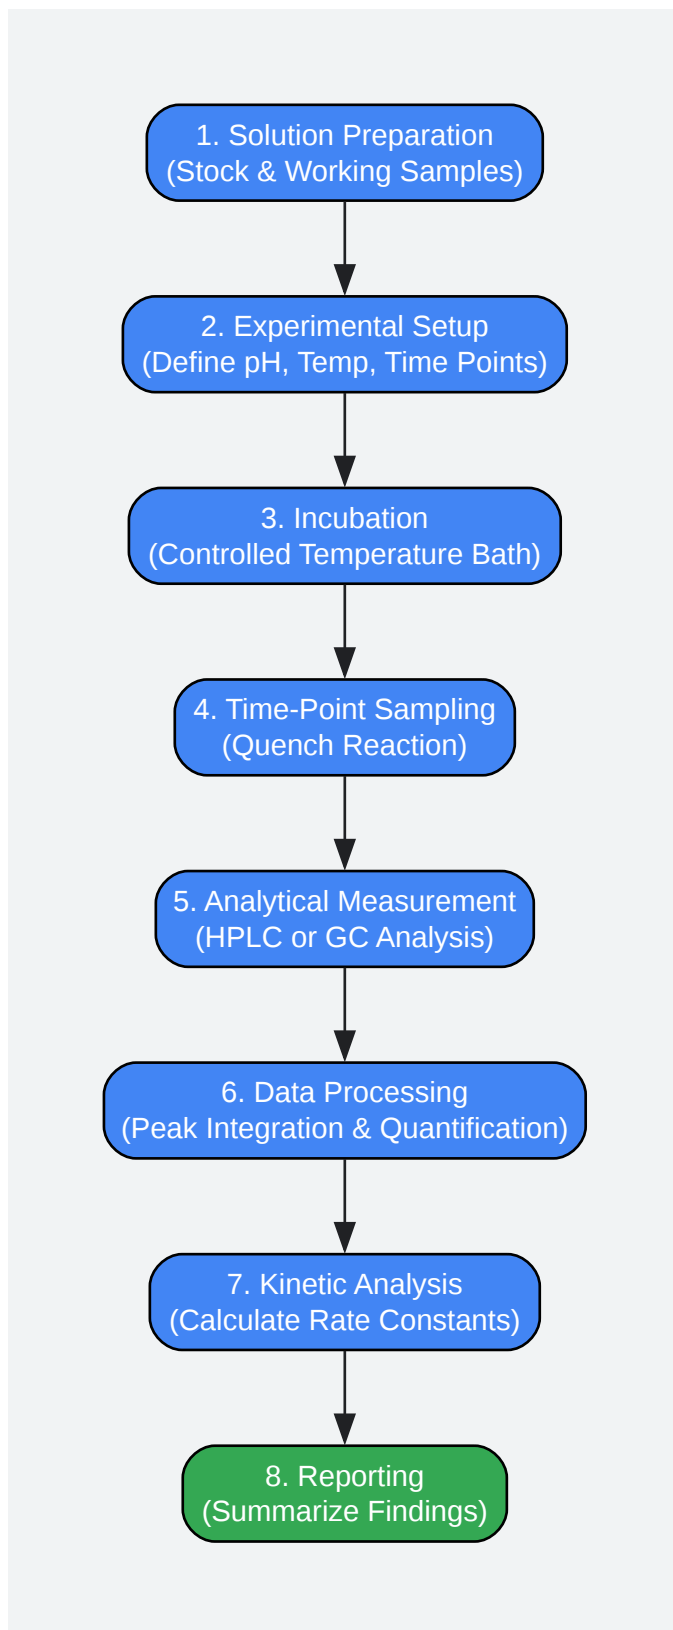 1. Solution Preparation
(Stock & Working Samples)
2. Experimental Setup
(Define pH, Temp, Time Points)
3. Incubation
(Controlled Temperature Bath)
4. Time-Point Sampling
(Quench Reaction)
5. Analytical Measurement
(HPLC or GC Analysis)
6. Data Processing
(Peak Integration & Quantification)
7. Kinetic Analysis
(Calculate Rate Constants)
8. Reporting
(Summarize Findings)